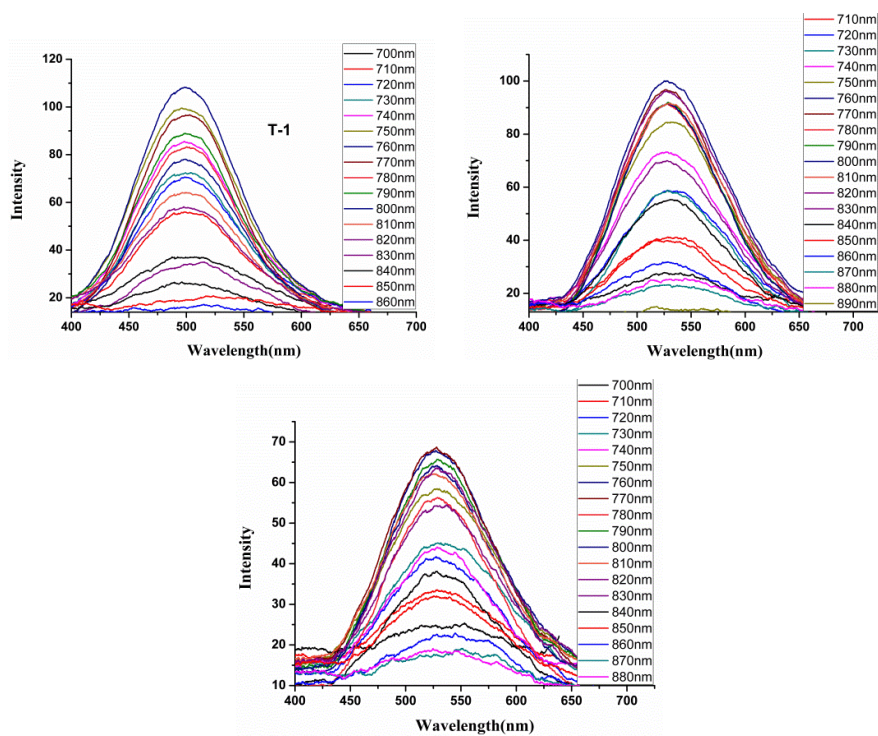 120
100
80
60
40
20
400
450
500
550
600
650
700
Intensity
Wavelength(nm)
T-1
700nm
710nm
720nm
730nm
740nm
750nm
760nm
770nm
780nm
790nm
800nm
810nm
820nm
830nm
840nm
850nm
860nm
100
80
60
40
20
400
450
500
550
600
650
700
Intensity
Wavelength(nm)
710nm
720nm
730nm
740nm
750nm
760nm
770nm
780nm
790nm
800nm
810nm
820nm
830nm
840nm
850nm
860nm
870nm
880nm
890nm
70
60
50
40
30
20
10
400
450
500
550
600
650
700
Intensity
Wavelength(nm)
700nm
710nm
720nm
730nm
740nm
750nm
760nm
770nm
780nm
790nm
800nm
810nm
820nm
830nm
840nm
850nm
860nm
870nm
880nm